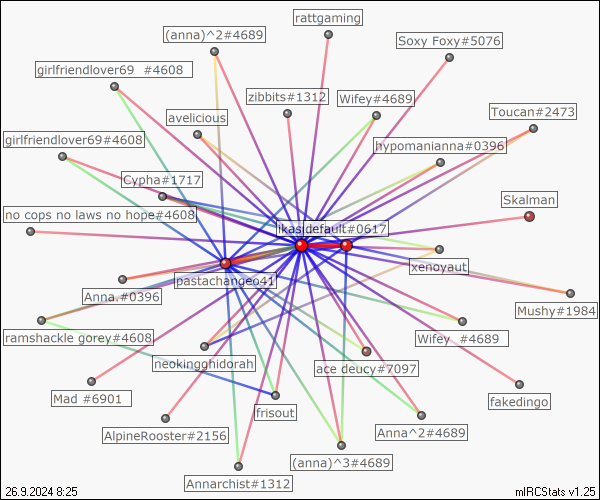 rattgaming
(anna)^2#4689
Soxy Foxy#5076
girlfriendlover69 #4608
zibbits#1312
Wifey#4689
Toucan#2473
avelicious
girlfriendlover69#4608
hypomanianna#0396
Cypha#1717
Skalman
no cops no laws no hope#4608
ikasidefault#0617
xenoyaut
pastachangeo41
Anna.#0396
Mushy#1984
ramshackle gorey#4608
Wifey #4689
neokingghidorah
ace deucy#7097
Mad #6901
fakedingo
frisout
AlpineRooster#2156
Anna^2#4689
(anna)^3#4689
Annarchist#1312
26.9.2024 8:25
mIRCStats v1.25